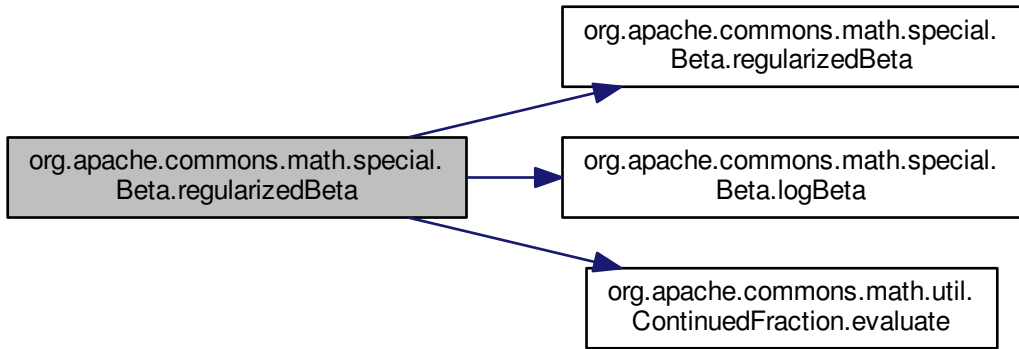 org.apache.commons.math.special.
Beta.regularizedBeta
org.apache.commons.math.special.
Beta.regularizedBeta
org.apache.commons.math.special.
Beta.logBeta
org.apache.commons.math.util.
ContinuedFraction.evaluate